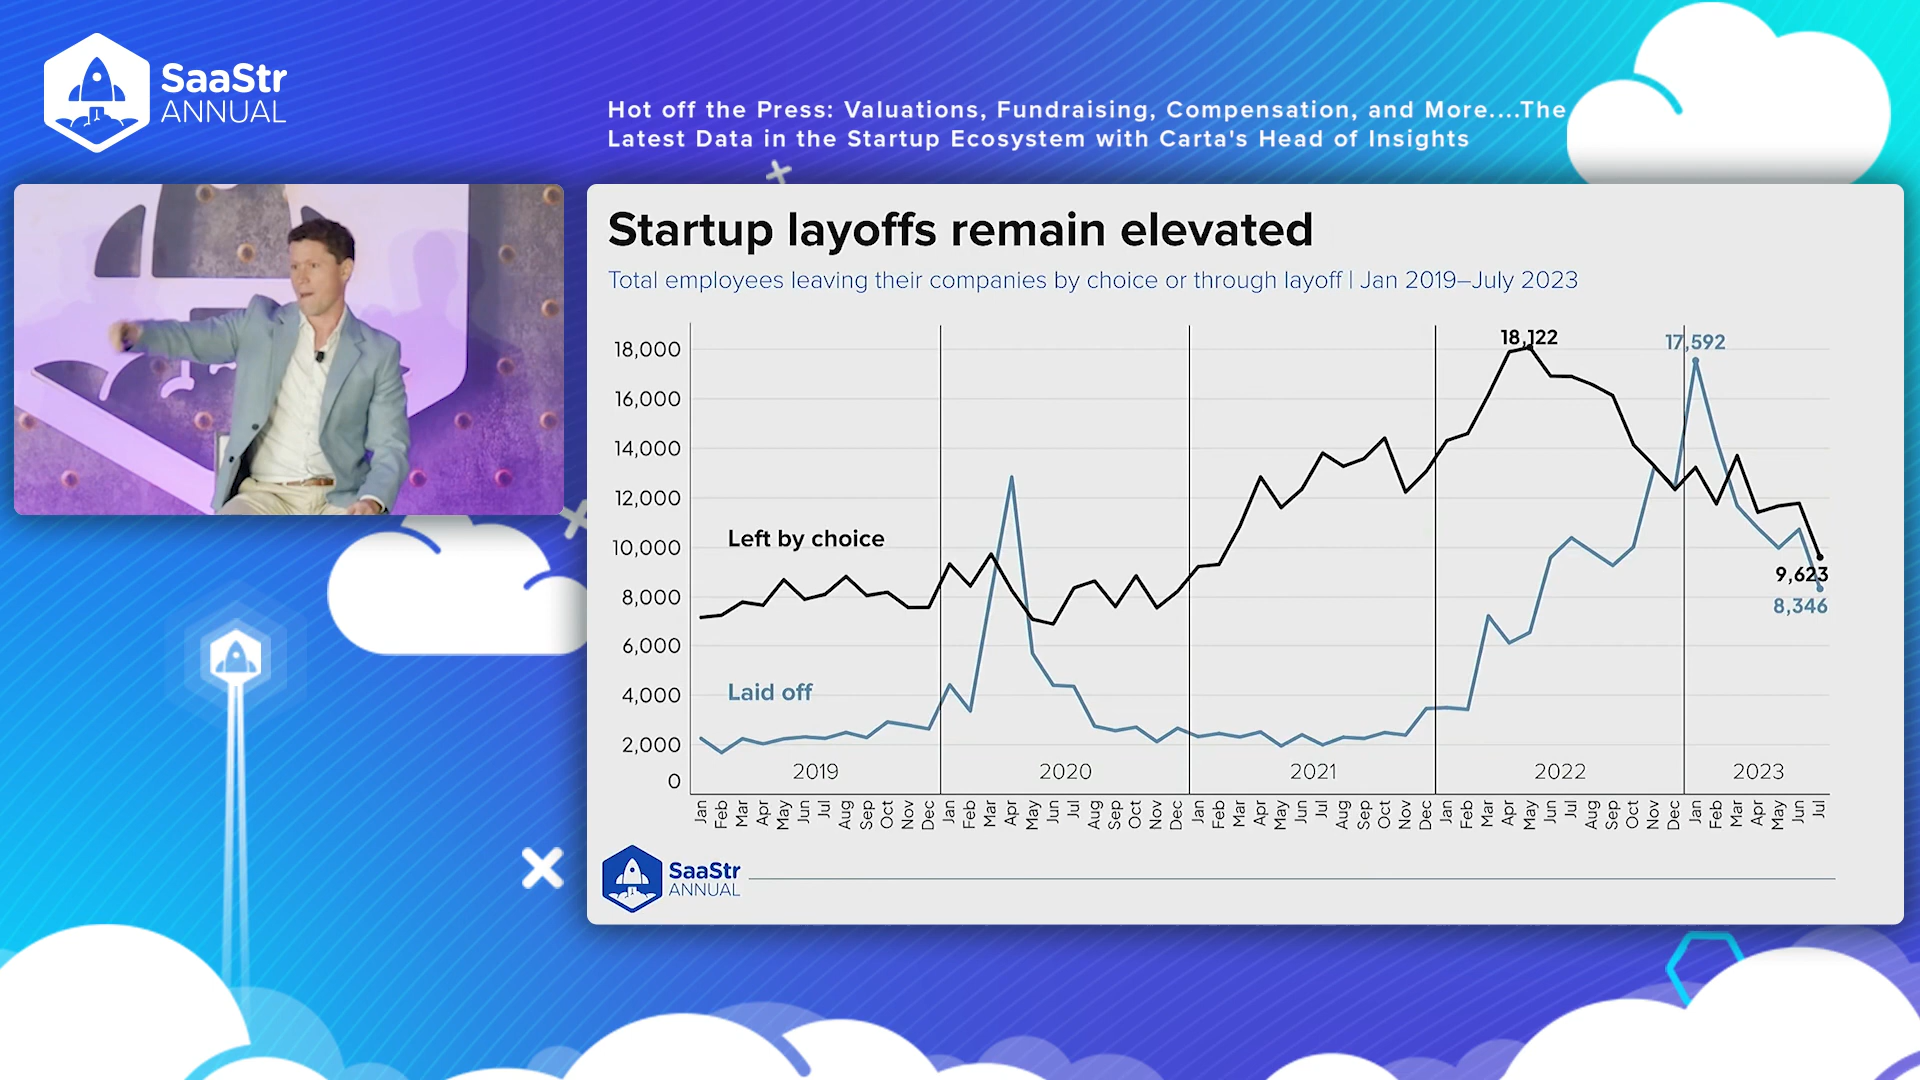 SaaStr
ANNUAL
Hot off the Press: Valuations, Fundraising, Compensation, and More....The
Latest Data in the Startup Ecosystem with Carta's Head of Insights
Startup layoffs remain elevated
Total employees leaving their companies by choice or through layoff | Jan 2019–July 2023
18,000
16,000
14,000
12,000
10,000
8,000
6,000
4,000
2,000
0
18,122
17,592
Left by choice
9,623
8,346
Laid off
2019 2020 2021 2022 2023
Jan Feb Mar Apr May Jun Jul Aug Sep Oct Nov Dec Jan Feb Mar Apr May Jun Jul Aug Sep Oct Nov Dec Jan Feb Mar Apr May Jun Jul Aug Sep Oct Nov Dec Jan Feb Mar Apr May Jun Jul Aug Sep Oct Nov Dec Jan Feb Mar Apr May Jun Jul
SaaStr
ANNUAL